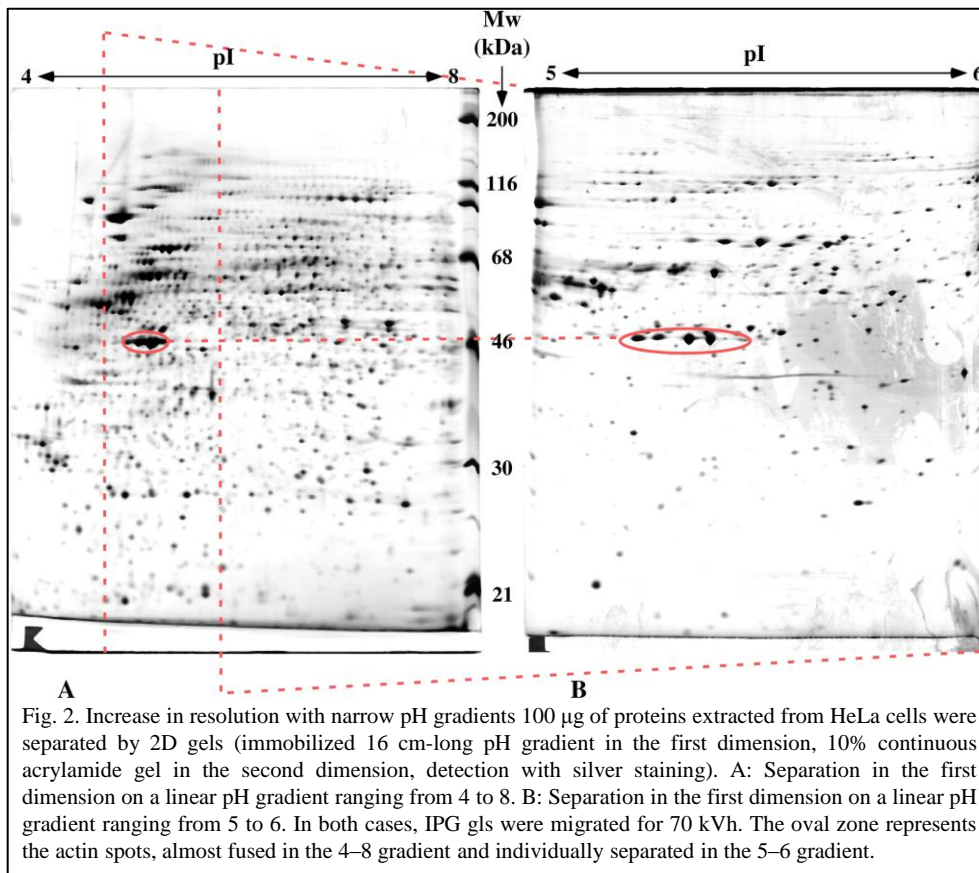 Mw
(kDa)
4 pI 8
5 pI 6
200
116
68
46
30
21
A B
Fig. 2. Increase in resolution with narrow pH gradients 100 μg of proteins extracted from HeLa cells were
separated by 2D gels (immobilized 16 cm-long pH gradient in the first dimension, 10% continuous
acrylamide gel in the second dimension, detection with silver staining). A: Separation in the first
dimension on a linear pH gradient ranging from 4 to 8. B: Separation in the first dimension on a linear pH
gradient ranging from 5 to 6. In both cases, IPG gls were migrated for 70 kVh. The oval zone represents
the actin spots, almost fused in the 4–8 gradient and individually separated in the 5–6 gradient.